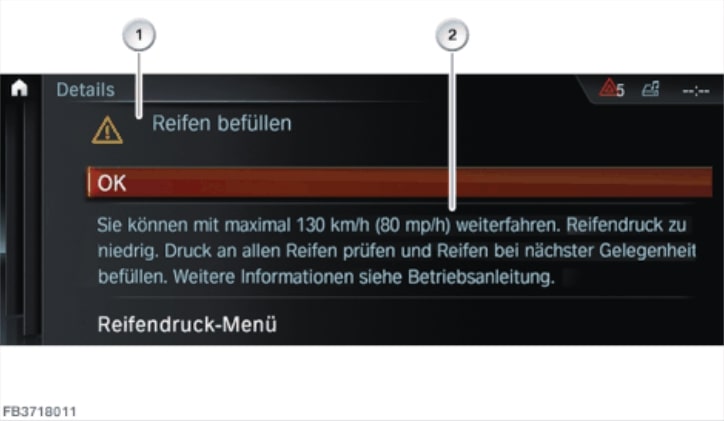 1 2
Details 5 --:--
Reifen befüllen
OK
Sie können mit maximal 130 km/h (80 mp/h) weiterfahren. Reifendruck zu
niedrig. Druck an allen Reifen prüfen und Reifen bei nächster Gelegenheit
befüllen. Weitere Informationen siehe Betriebsanleitung.
Reifendruck-Menü
FB3718011